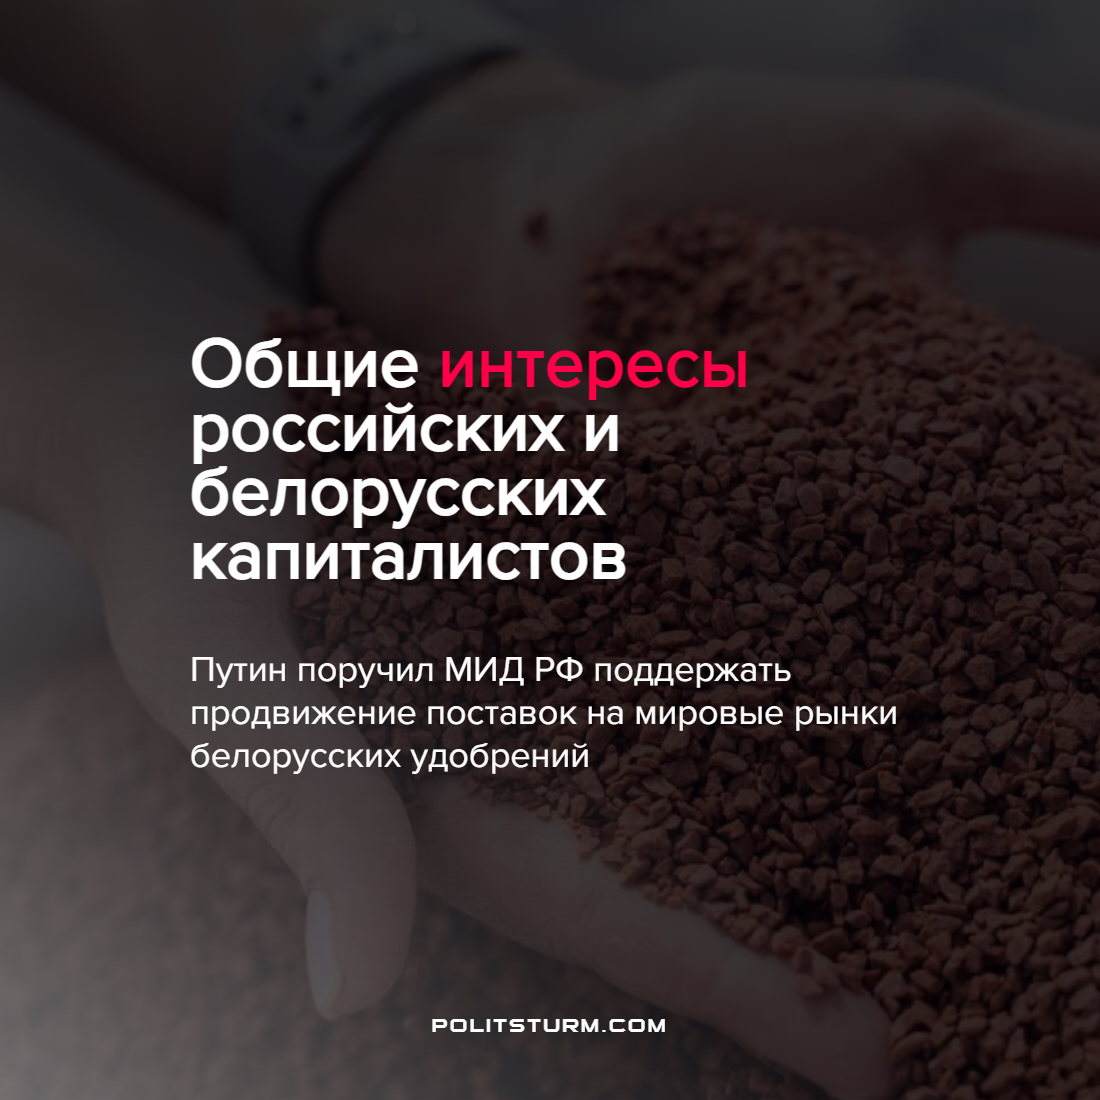 Общие интересы
российских и
белорусских
капиталистов
Путин поручил МИД РФ поддержать
продвижение поставок на мировые рынки
белорусских удобрений
POLITSTURM.COM